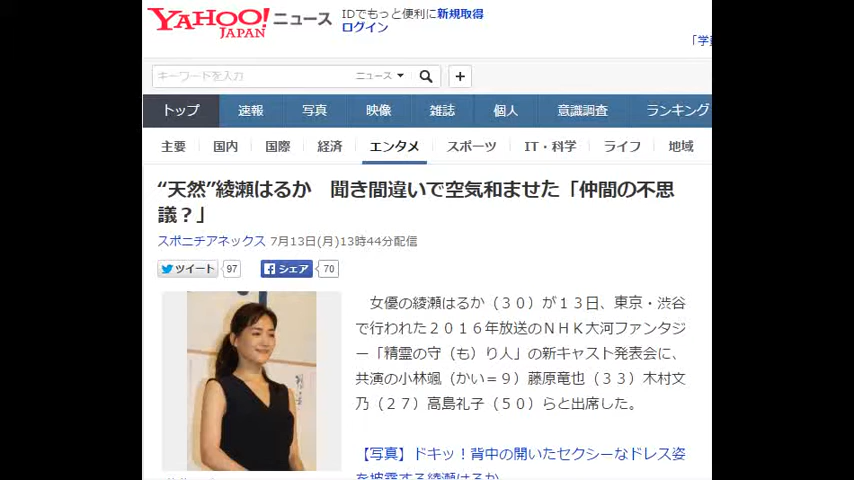 YAHOO! JAPAN ニュース
IDでもっと便利に新規取得
ログイン
「学
キーワードを入力
ニュース
トップ 速報 写真 映像 雑誌 個人 意識調査 ランキング
主要 国内 国際 経済 エンタメ スポーツ IT・科学 ライフ 地域
“天然”綾瀬はるか 聞き間違いで空気和ませた「仲間の不思
議？」
スポニチアネックス 7月13日(月)13時44分配信
ツイート 97 シェア 70
女優の綾瀬はるか（３０）が１３日、東京・渋谷
で行われた２０１６年放送のＮＨＫ大河ファンタジ
ー「精霊の守（も）り人」の新キャスト発表会に、
共演の小林颯（かい＝９）藤原竜也（３３）木村文
乃（２７）高島礼子（５０）らと出席した。
【写真】ドキッ！背中の開いたセクシーなドレス姿
を披露する綾瀬はるか